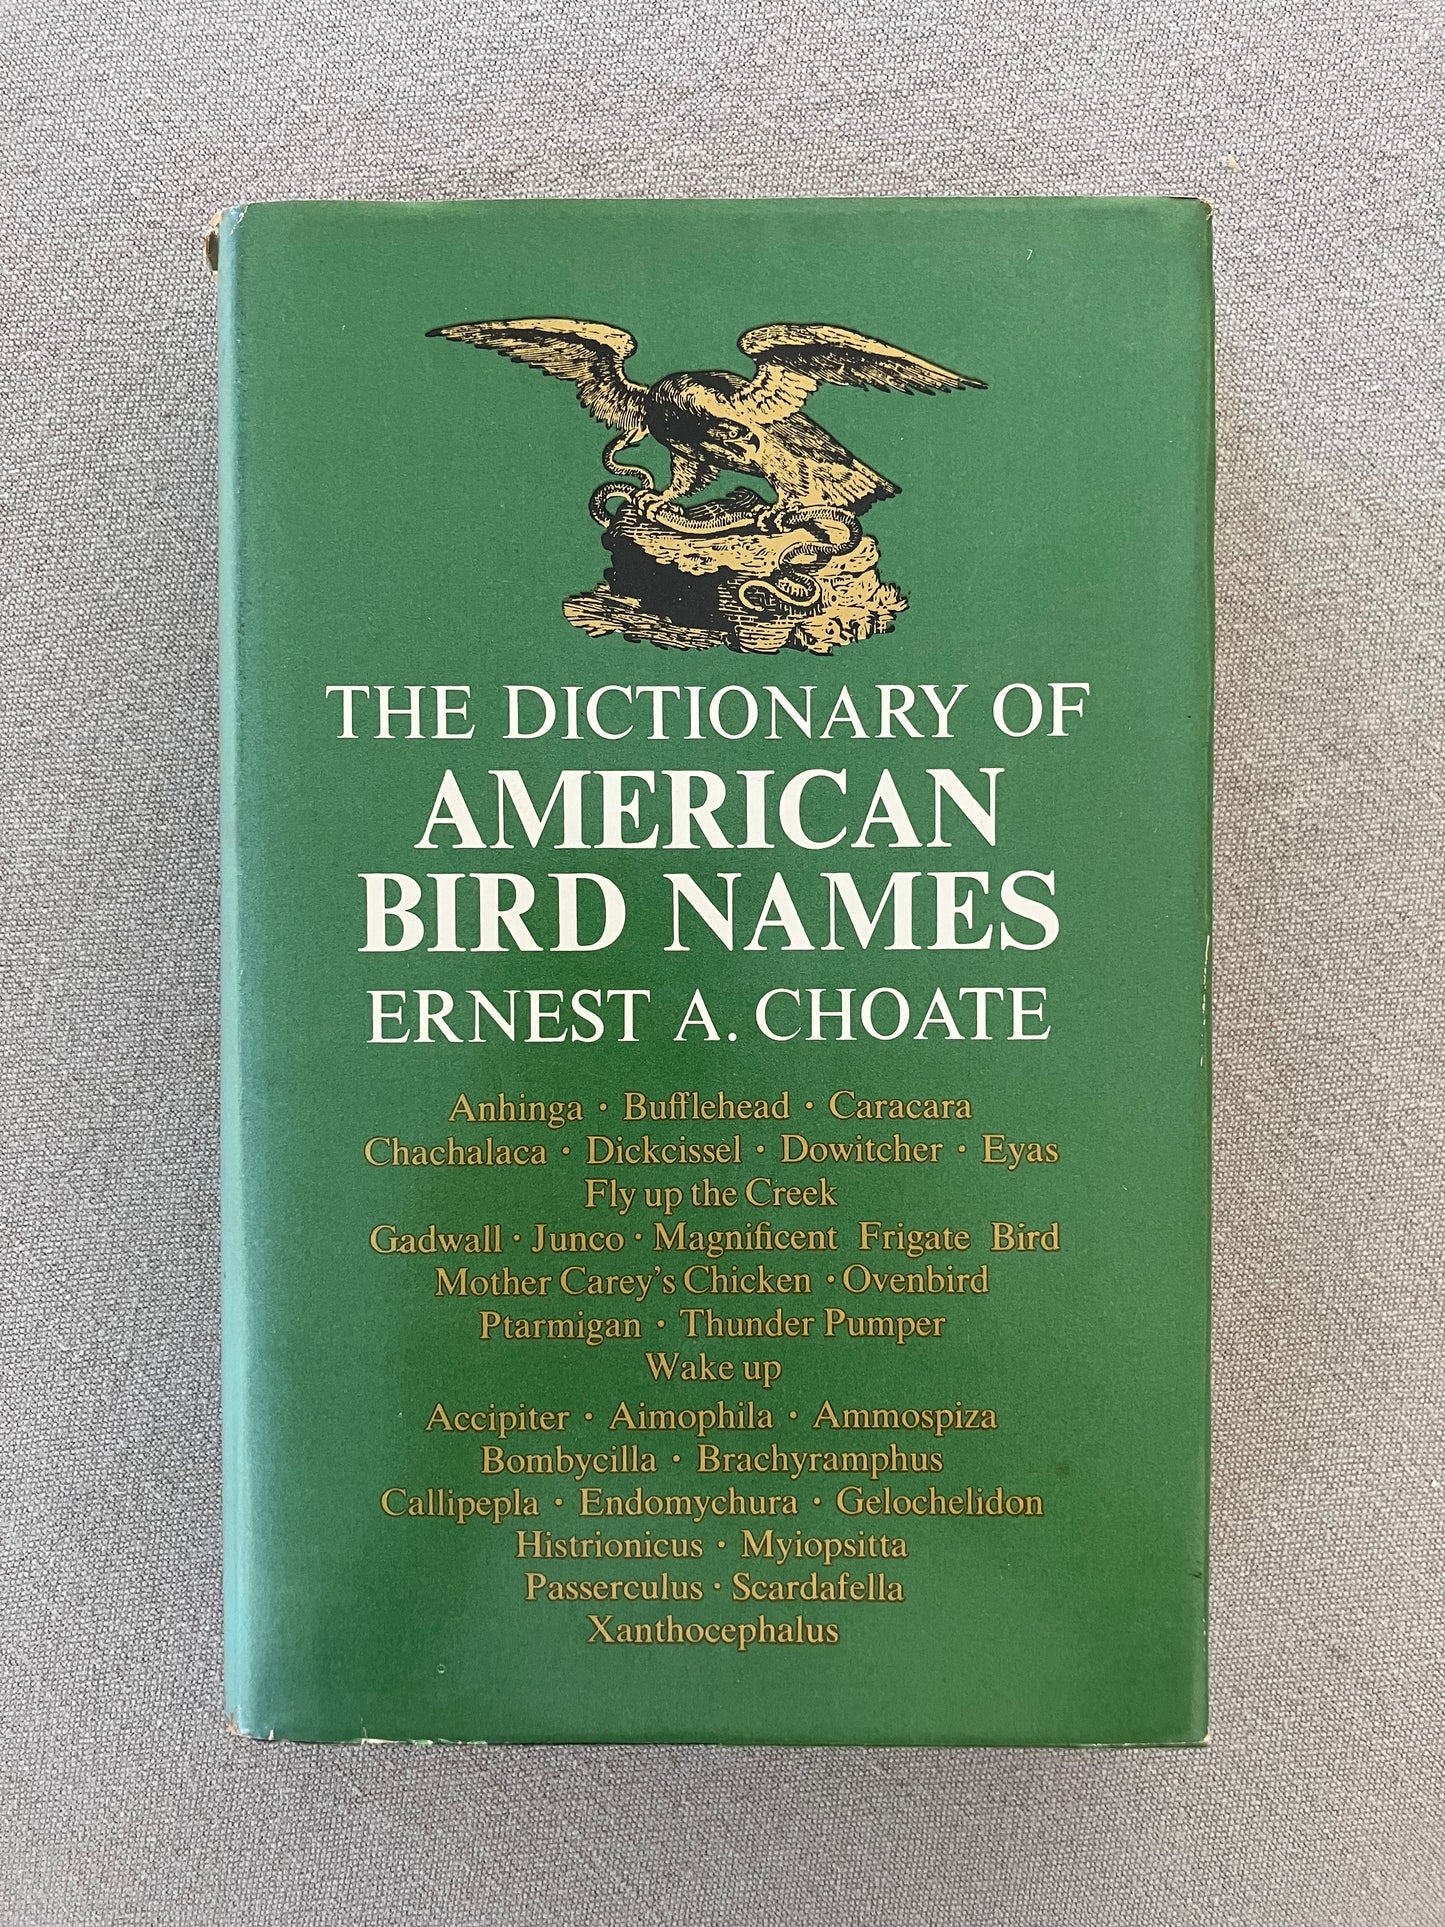 THE DICTIONARY OF
AMERICAN
BIRD NAMES
ERNEST A. CHOATE
Anhinga • Bufflehead • Caracara
Chachalaca • Dickcissel • Dowitcher • Eyas
Fly up the Creek
Gadwall • Junco • Magnificent Frigate Bird
Mother Carey's Chicken • Ovenbird
Ptarmigan • Thunder Pumper
Wake up
Accipiter • Aimophila • Ammospiza
Bombycilla • Brachyramphus
Callipepla • Endomychura • Gelochelidon
Histrionicus • Myiopsitta
Passerculus • Scardafella
Xanthocephalus